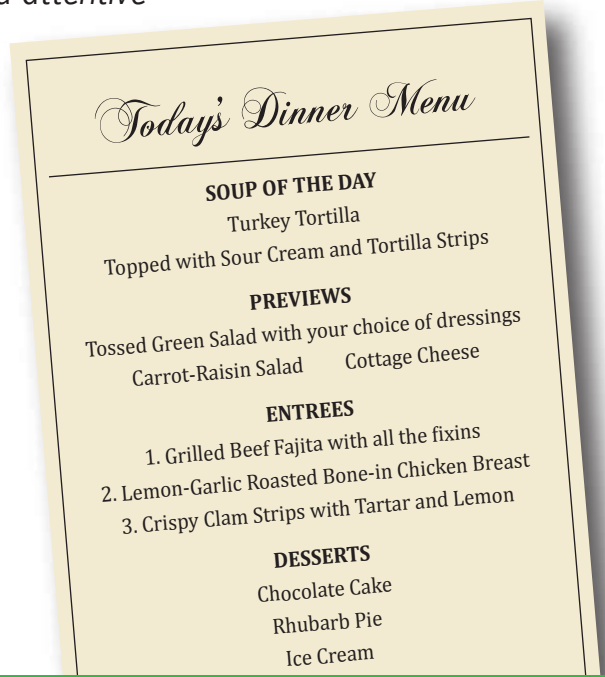 attentive
Today's Dinner Menu
SOUP OF THE DAY
Turkey Tortilla
Topped with Sour Cream and Tortilla Strips
PREVIEWS
Tossed Green Salad with your choice of dressings
Carrot-Raisin Salad Cottage Cheese
ENTREES
1. Grilled Beef Fajita with all the fixins
2. Lemon-Garlic Roasted Bone-in Chicken Breast
3. Crispy Clam Strips with Tartar and Lemon
DESSERTS
Chocolate Cake
Rhubarb Pie
Ice Cream